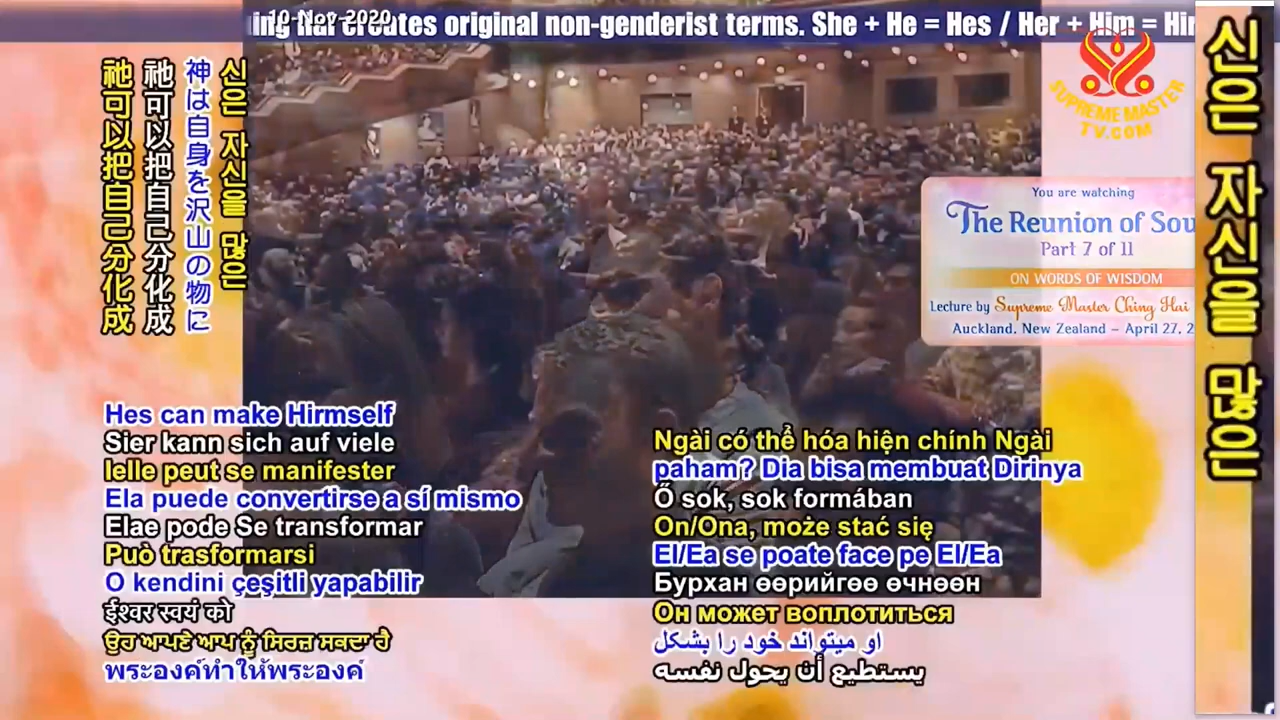 10-Nov-2020
ing Hai creates original non-genderist terms. She + He = Hes / Her + Him = Hir
SUPREME MASTER
TV.COM
You are watching
The Reunion of Sou
Part 7 of 11
ON WORDS OF WISDOM
Lecture by Supreme Master Ching Hai
Auckland, New Zealand – April 27, 2
신은 자신을 많은
신은 자신을 많은
神は自身を沢山の物に
祂可以把自己分化成
祂可以把自己分化成
Hes can make Hirmself
Sier kann sich auf viele
Ielle peut se manifester
Ela puede convertirse a sí mismo
Elae pode Se transformar
Può trasformarsi
O kendini çeşitli yapabilir
ईश्वर स्वयं को
ਉਹ ਆਪਣੇ ਆਪ ਨੂੰ ਸਿਰਜ਼ ਸਕਦਾ ਹੈ
พระองค์ทำให้พระองค์
Ngài có thể hóa hiện chính Ngài
paham? Dia bisa membuat Dirinya
Ő sok, sok formában
On/Ona, może stać się
El/Ea se poate face pe El/Ea
Бурхан өөрийгөө өчнөөн
Он может воплотиться
او میتواند خود را بشکل
يستطيع أن يحول نفسه